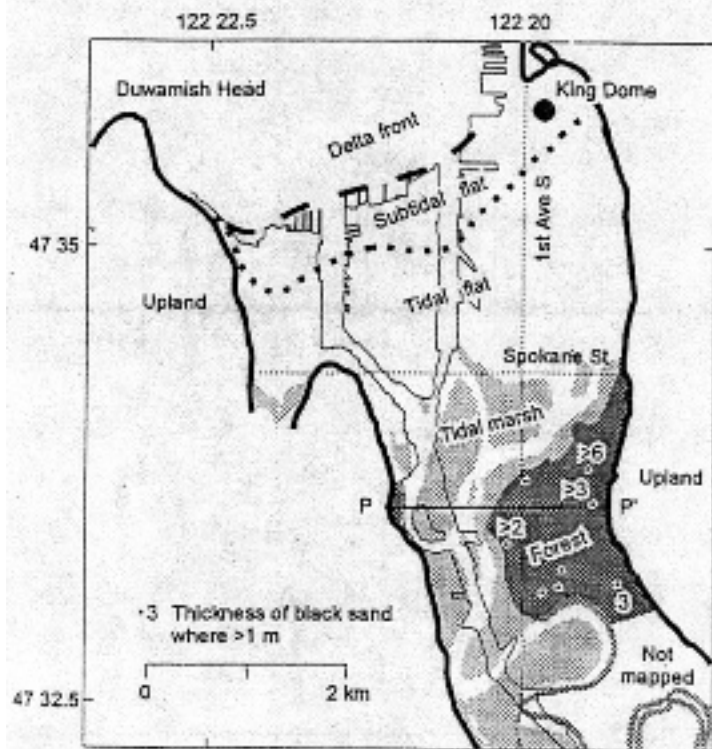 122 22.5
122 20
Duwamish Head
King Dome
Delta front
Subtidal flat
1st Ave S
47 35
Tidal flat
Upland
Spokane St
Tidal marsh
>6
>3
Upland
P
P'
>2
Forest
3
•3 Thickness of black sand
where >1 m
0
2 km
Not
mapped
47 32.5